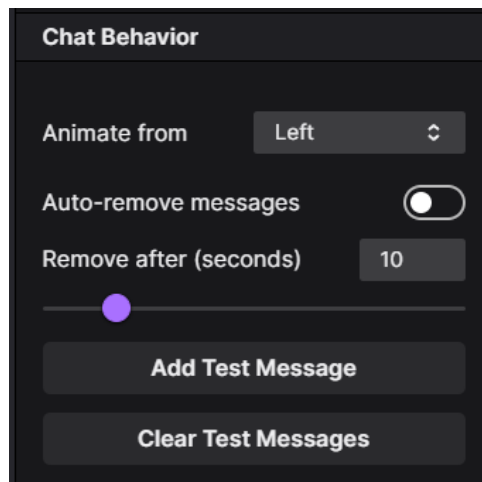 Chat Behavior
Animate from Left
Auto-remove messages
Remove after (seconds) 10
Add Test Message
Clear Test Messages